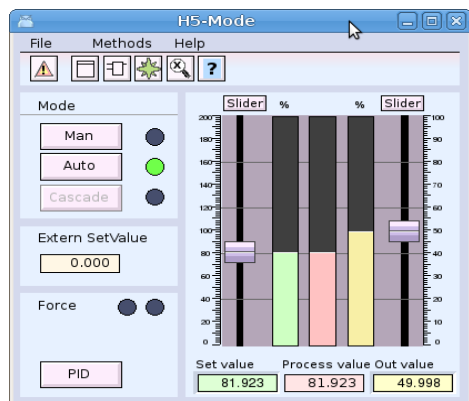 H5-Mode
File Methods Help
?
Mode
Man
Auto
Cascade
Extern SetValue
0.000
Force
PID
Slider % % Slider
200 100
180 90
160 80
140 70
120 60
100 50
80 40
60 30
40 20
20 10
0 0
Set value Process value Out value
81.923 81.923 49.998